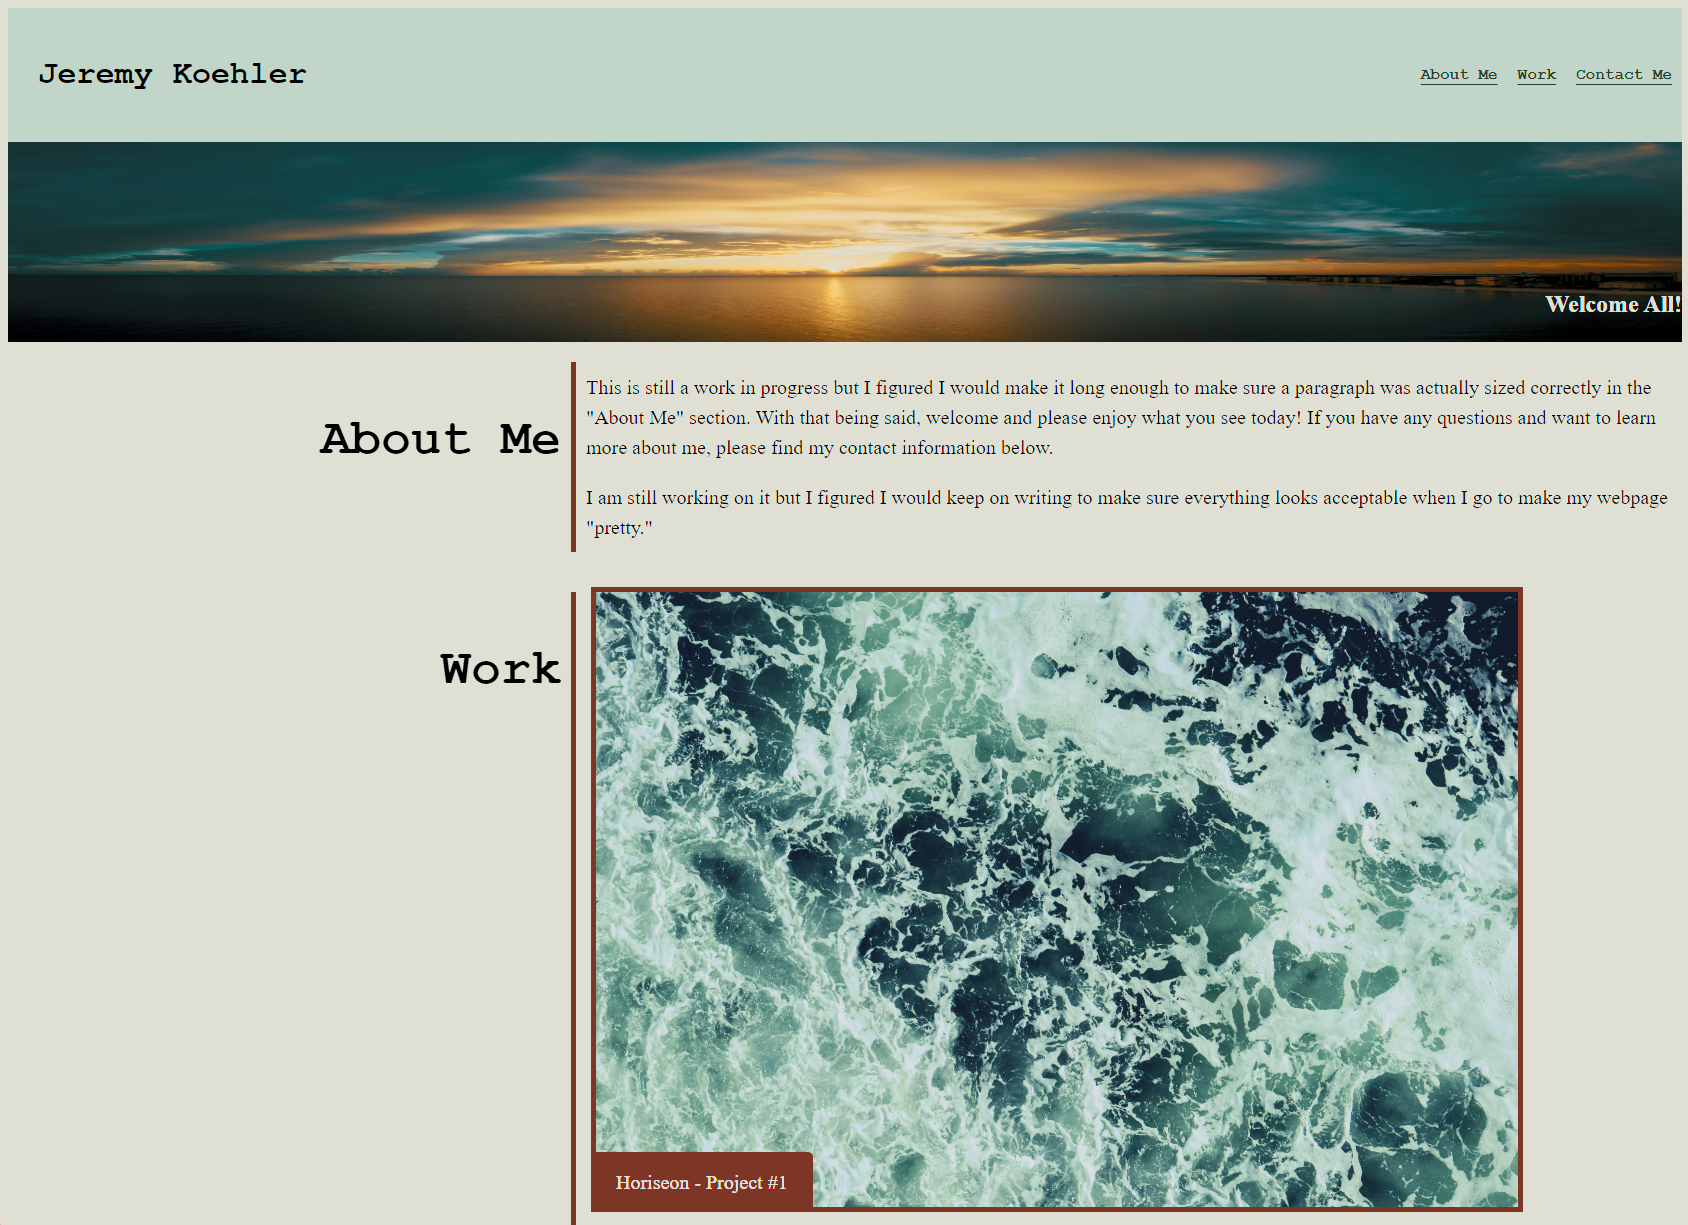 Jeremy Koehler
About Me Work Contact Me
Welcome All!
About Me
This is still a work in progress but I figured I would make it long enough to make sure a paragraph was actually sized correctly in the
"About Me" section. With that being said, welcome and please enjoy what you see today! If you have any questions and want to learn
more about me, please find my contact information below.
I am still working on it but I figured I would keep on writing to make sure everything looks acceptable when I go to make my webpage
"pretty."
Work
Horiseon - Project #1